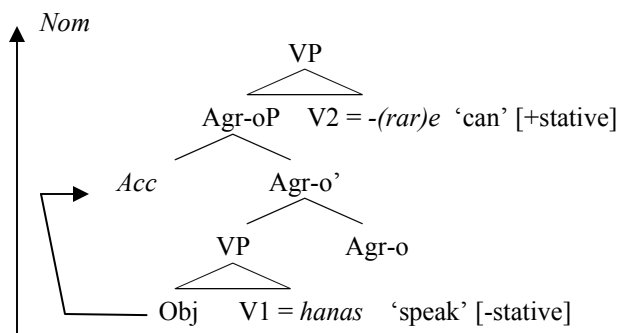 Nom
VP
Agr-oP V2 = -(rar)e ‘can’ [+stative]
Acc Agr-o’
VP Agr-o
Obj V1 = hanas ‘speak’ [-stative]